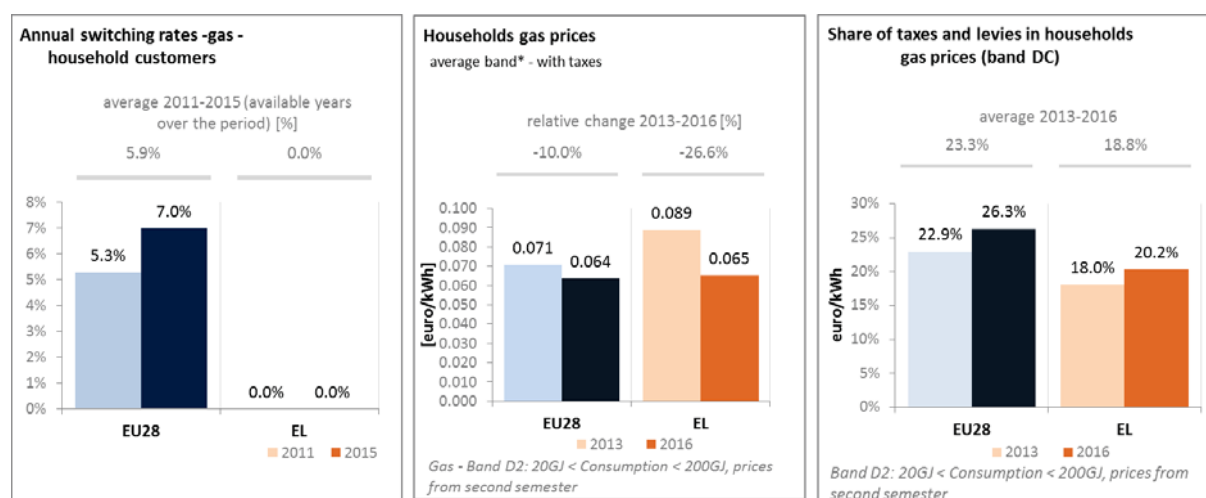 Annual switching rates -gas -
household customers
average 2011-2015 (available years
over the period) [%]
5.9% 0.0%
8%
7%
6%
5%
4%
3%
2%
1%
0%
5.3%
7.0%
0.0% 0.0%
EU28 EL
2011 2015
Households gas prices
average band* - with taxes
relative change 2013-2016 [%]
-10.0% -26.6%
[euro/kWh]
0.100
0.090
0.080
0.070
0.060
0.050
0.040
0.030
0.020
0.010
0.000
0.071
0.064
0.089
0.065
EU28 EL
2013 2016
Gas - Band D2: 20GJ < Consumption < 200GJ, prices
from second semester
Share of taxes and levies in households
gas prices (band DC)
average 2013-2016
23.3% 18.8%
euro/kWh
30%
25%
20%
15%
10%
5%
0%
22.9%
26.3%
18.0%
20.2%
EU28 EL
2013 2016
Band D2: 20GJ < Consumption < 200GJ, prices from
second semester